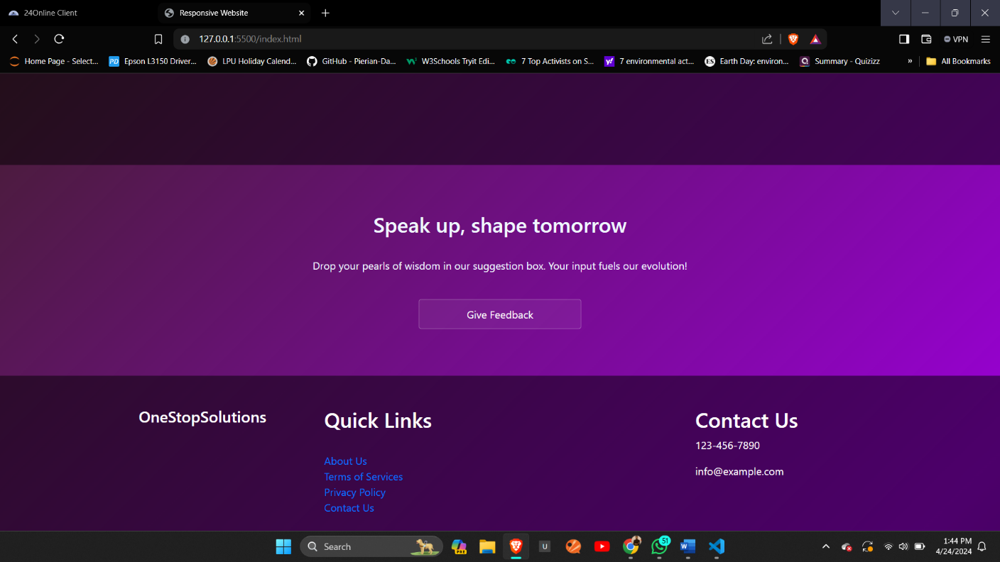 24Online Client
Responsive Website
127.0.0.1:5500/index.html
VPN
Home Page - Select...
PD
Epson L3150 Driver...
LPU Holiday Calend...
GitHub - Pierian-Da...
W3Schools Tryit Edi...
7 Top Activists on S...
y!
7 environmental act...
ES
Earth Day: environ...
Q
Summary - Quizizz
»
All Bookmarks
Speak up, shape tomorrow
Drop your pearls of wisdom in our suggestion box. Your input fuels our evolution!
Give Feedback
OneStopSolutions
Quick Links
About Us
Terms of Services
Privacy Policy
Contact Us
Contact Us
123-456-7890
info@example.com
Search
PRE
U
51
W
1:44 PM
4/24/2024